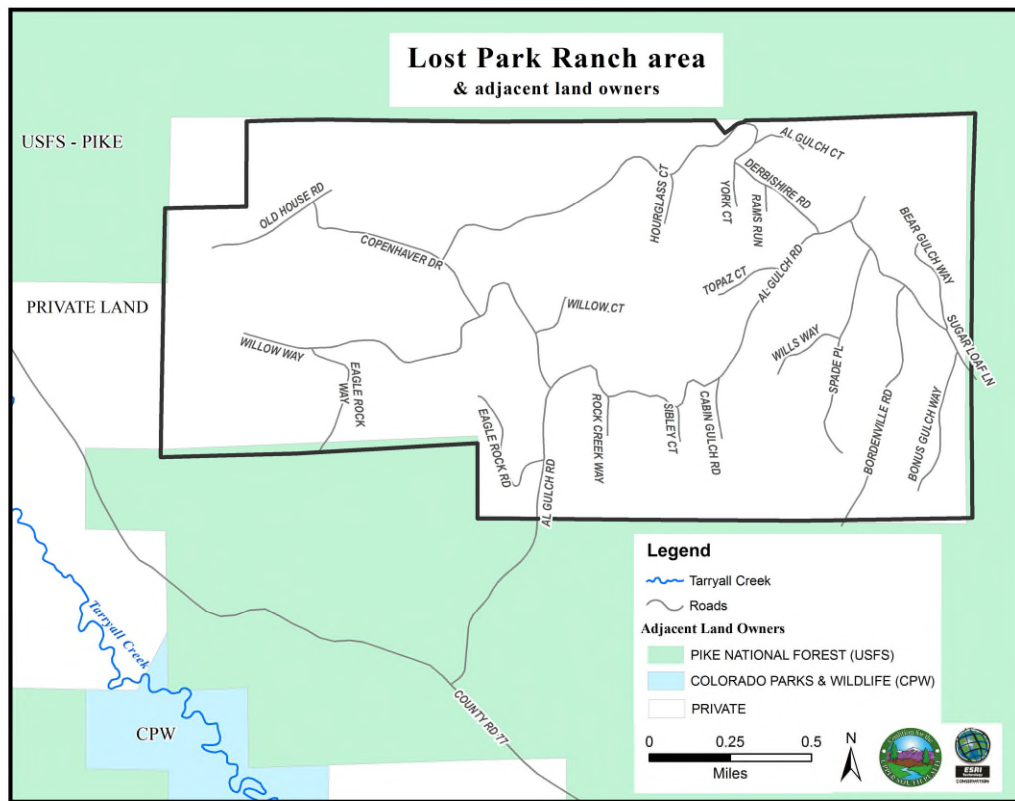 Lost Park Ranch area
& adjacent land owners
USFS - PIKE
AL GULCH CT
DERBISHIRE RD
HOURGLASS CT
YORK CT
RAMS RUN
OLD HOUSE RD
BEAR GULCH WAY
COPENHAVER DR
AL GULCH RD
TOPAZ CT
PRIVATE LAND
WILLOW CT
SUGAR LOAF LN
WILLOW WAY
WILLS WAY
EAGLE ROCK
WAY
SPADE PL
EAGLE ROCK RD
ROCK CREEK WAY
SIBLEY CT
CABIN GULCH RD
BORDENVILLE RD
BONUS GULCH WAY
AL GULCH RD
Tarryall Creek
CPW
COUNTY RD 77
Legend
Tarryall Creek
Roads
Adjacent Land Owners
PIKE NATIONAL FOREST (USFS)
COLORADO PARKS & WILDLIFE (CPW)
PRIVATE
0 0.25 0.5
Miles
N
ESRI
CONSERVATION